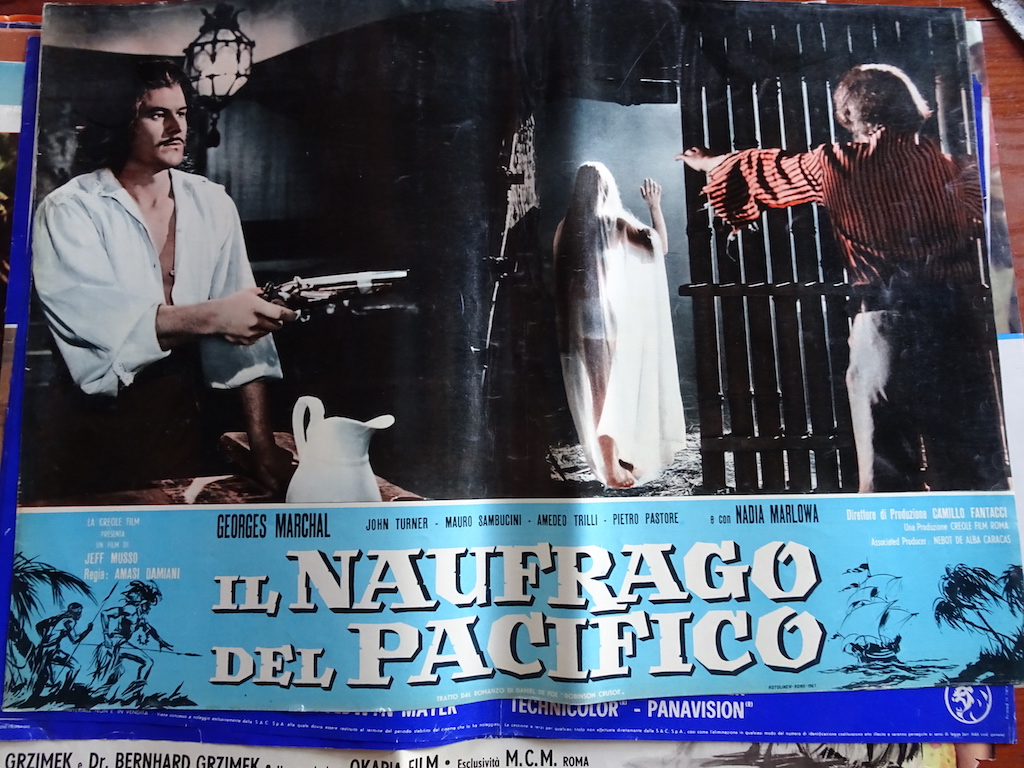 LA CREOLE FILM
PRESENTA
UN FILM DI
JEFF MUSSO
Regia: AMASI DAMIANI
GEORGES MARCHAL
JOHN TURNER - MAURO SAMBUCINI - AMEDEO TRILLI - PIETRO PASTORE
e con NADIA MARLOWA
Direttore di Produzione CAMILLO FANTACCI
Una Produzione CREOLE FILM ROMA
Associated Producer: NEBOT DE ALBA CARACAS
IL NAUFRAGO
DEL PACIFICO
TRATTO DAL ROMANZO DI DANIEL DE FOE "ROBINSON CRUSOE"
MAYER
TECHNICOLOR - PANAVISION
GRZIMEK e Dr. BERNHARD GRZIMEK
OKAPIA FILM • Esclusività M.C.M. ROMA